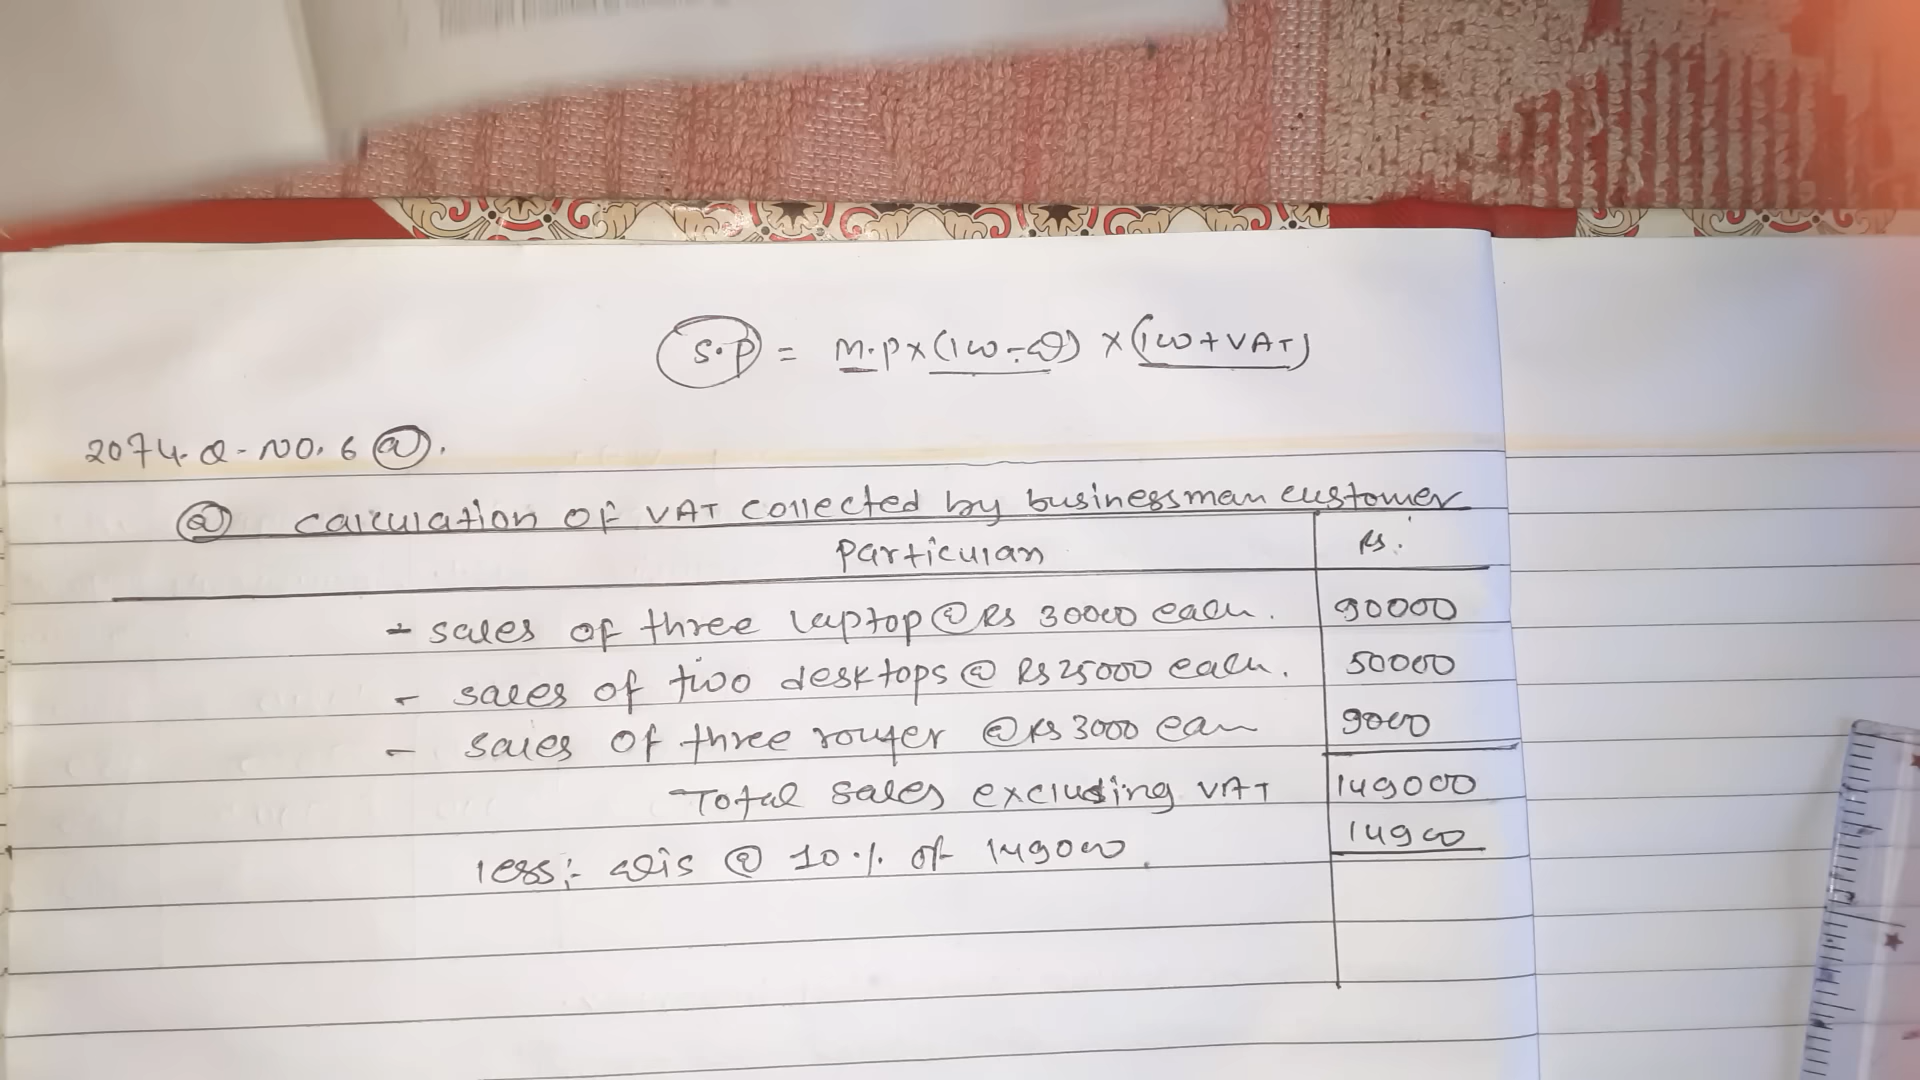 S.P = M.P x (100-D) x (100+VAT)
2074. Q. NO. 6 (a).
(a) calculation of VAT collected by businessman customer
particulars Rs.
- sales of three laptop @ Rs 30000 each. 90000
- sales of two desktops @ Rs 25000 each. 50000
- sales of three router @ Rs 3000 each 9000
Total sales excluding VAT 149000
less:- dis @ 10 % of 149000. 14900